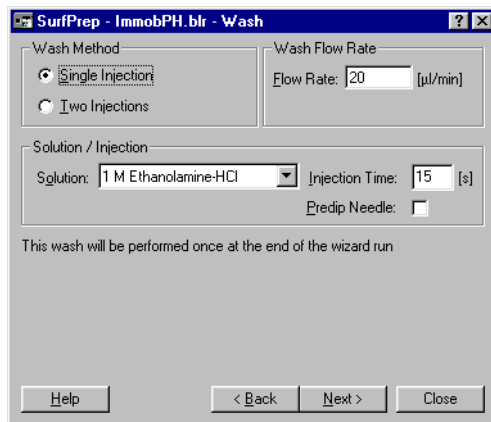 SurfPrep - ImmobPH.blr - Wash
Wash Method
Single Injection
Two Injections
Wash Flow Rate
Flow Rate: 20 [µl/min]
Solution / Injection
Solution: 1 M Ethanolamine-HCl Injection Time: 15 [s]
Predip Needle:
This wash will be performed once at the end of the wizard run
Help < Back Next > Close